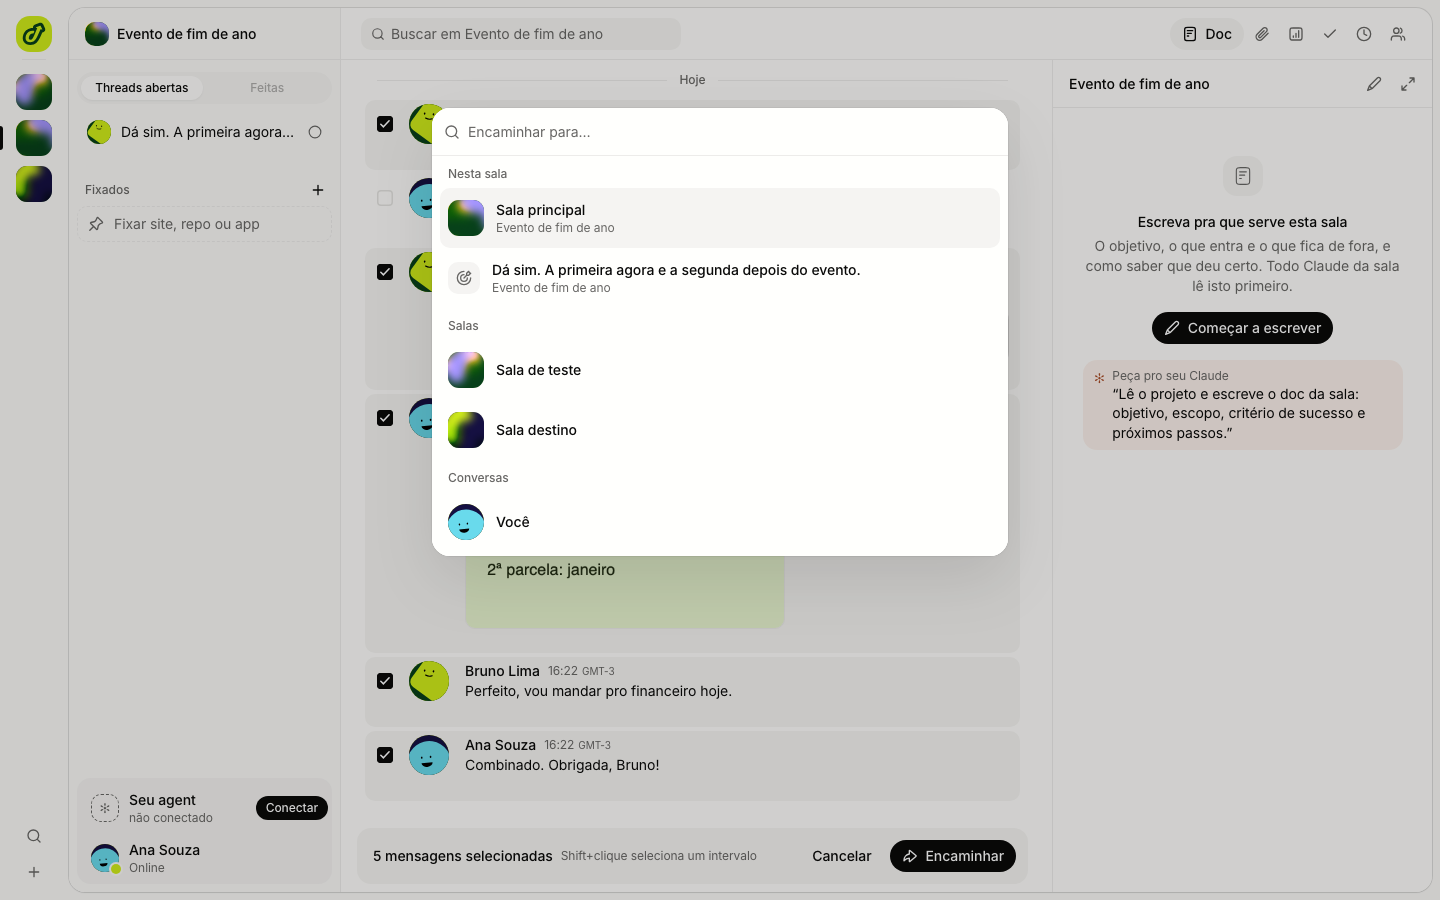 Evento de fim de ano
Buscar em Evento de fim de ano
Doc
Threads abertas
Feitas
Dá sim. A primeira agora...
Fixados
Fixar site, repo ou app
Seu agent
não conectado
Conectar
Ana Souza
Online
Hoje
Encaminhar para...
Nesta sala
Sala principal
Evento de fim de ano
Dá sim. A primeira agora e a segunda depois do evento.
Evento de fim de ano
Salas
Sala de teste
Sala destino
Conversas
Você
2ª parcela: janeiro
Bruno Lima 16:22 GMT-3
Perfeito, vou mandar pro financeiro hoje.
Ana Souza 16:22 GMT-3
Combinado. Obrigada, Bruno!
5 mensagens selecionadas Shift+clique seleciona um intervalo
Cancelar
Encaminhar
Evento de fim de ano
Escreva pra que serve esta sala
O objetivo, o que entra e o que fica de fora, e
como saber que deu certo. Todo Claude da sala
lê isto primeiro.
Começar a escrever
Peça pro seu Claude
“Lê o projeto e escreve o doc da sala:
objetivo, escopo, critério de sucesso e
próximos passos.”